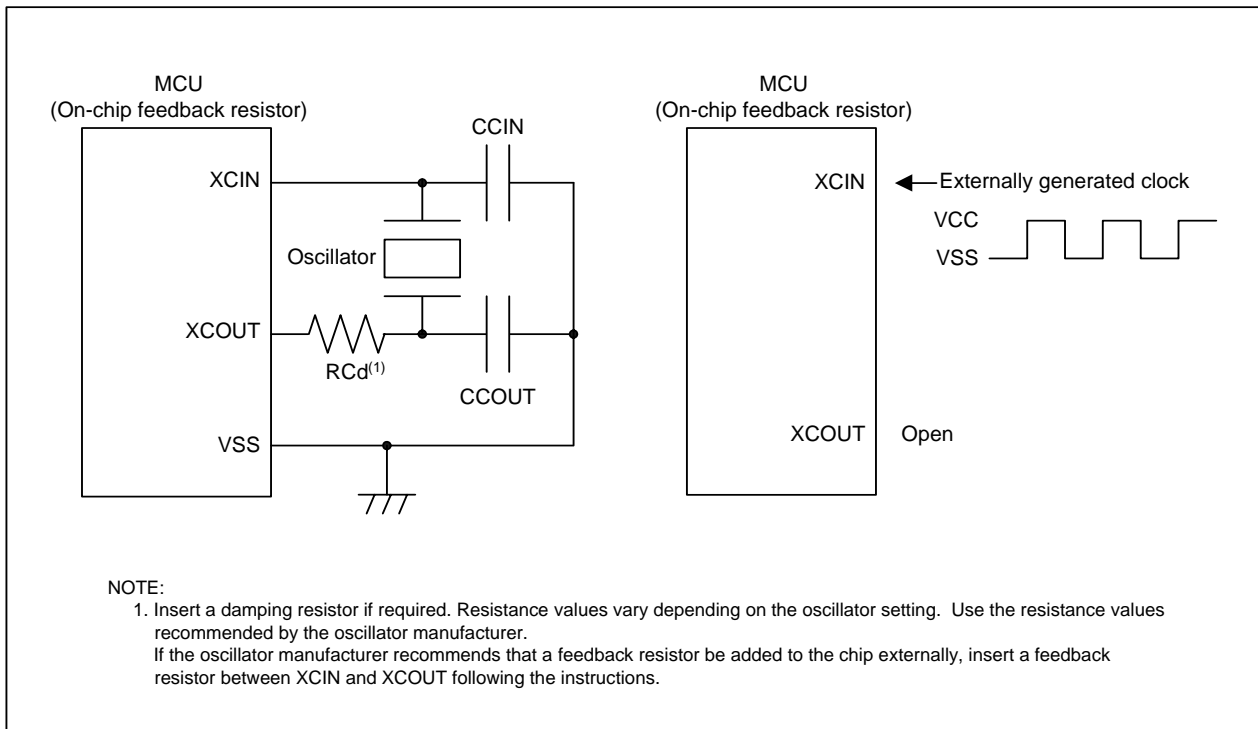 MCU
(On-chip feedback resistor)
CCIN
XCIN
Oscillator
XCOUT
RCd(1)
CCOUT
VSS
MCU
(On-chip feedback resistor)
XCIN
Externally generated clock
VCC
VSS
XCOUT
Open
NOTE:
1. Insert a damping resistor if required. Resistance values vary depending on the oscillator setting. Use the resistance values
recommended by the oscillator manufacturer.
If the oscillator manufacturer recommends that a feedback resistor be added to the chip externally, insert a feedback
resistor between XCIN and XCOUT following the instructions.